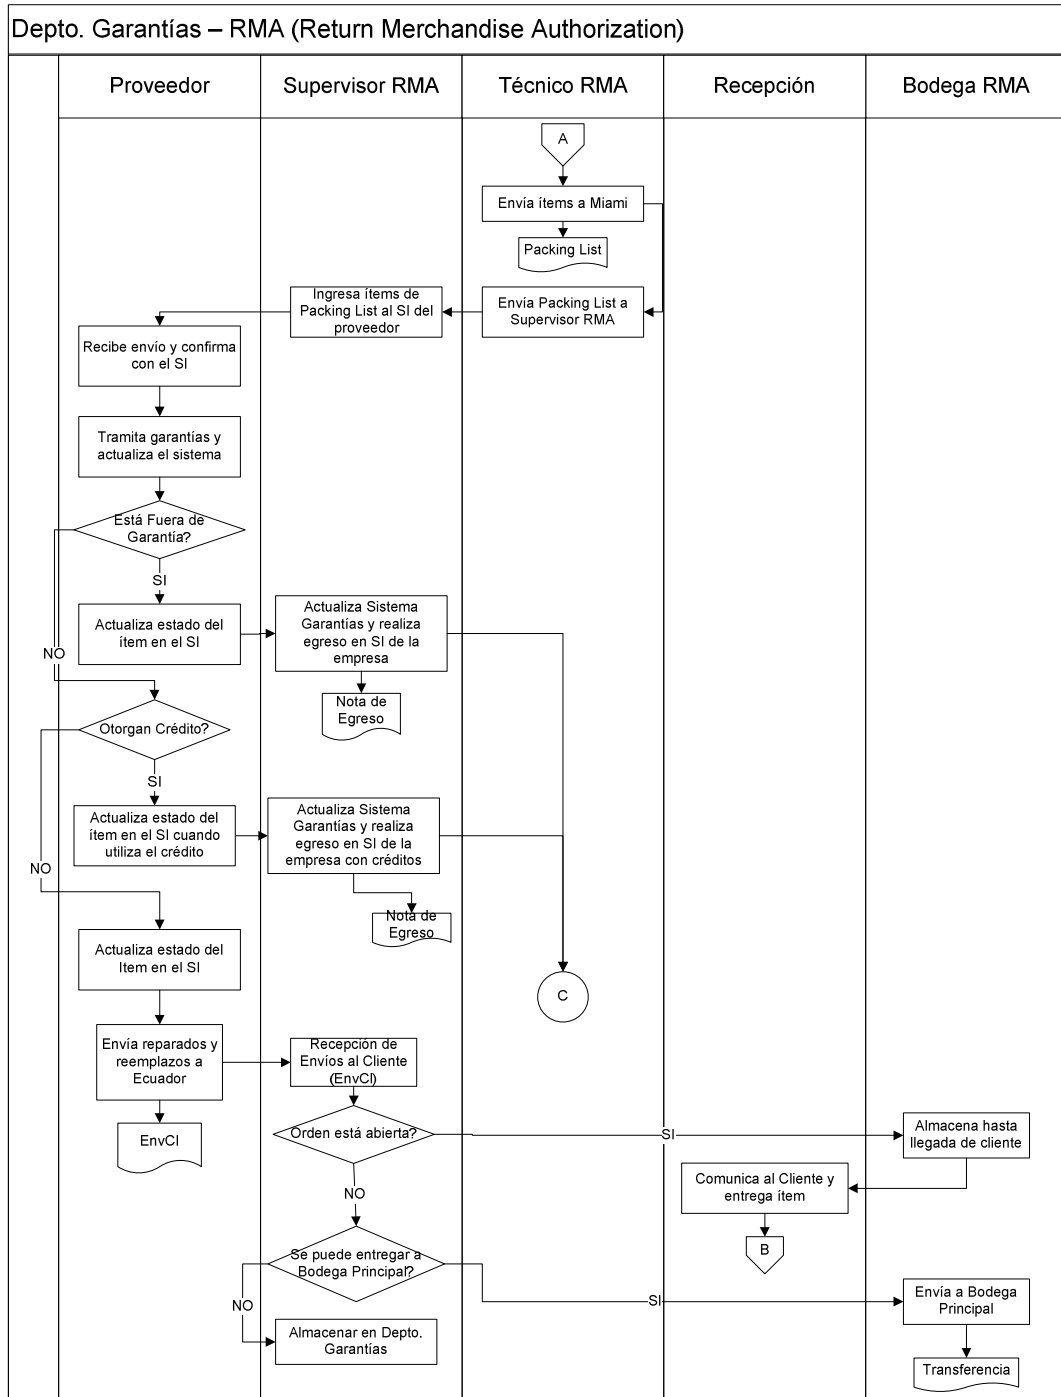 Depto. Garantías – RMA (Return Merchandise Authorization)
Proveedor
Supervisor RMA
Técnico RMA
Recepción
Bodega RMA
A
Envía ítems a Miami
Packing List
Envía Packing List a
Supervisor RMA
Ingresa ítems de
Packing List al SI del
proveedor
Recibe envío y confirma
con el SI
Tramita garantías y
actualiza el sistema
Está Fuera de
Garantía?
SI
NO
Actualiza estado del
ítem en el SI
Actualiza Sistema
Garantías y realiza
egreso en SI de la
empresa
Nota de
Egreso
Otorgan Crédito?
SI
NO
Actualiza estado del
ítem en el SI cuando
utiliza el crédito
Actualiza Sistema
Garantías y realiza
egreso en SI de la
empresa con créditos
Nota de
Egreso
C
Actualiza estado del
Item en el SI
Envía reparados y
reemplazos a
Ecuador
EnvCl
Recepción de
Envíos al Cliente
(EnvCl)
Orden está abierta?
SI
Almacena hasta
llegada de cliente
Comunica al Cliente y
entrega ítem
B
NO
Se puede entregar a
Bodega Principal?
SI
Envía a Bodega
Principal
Transferencia
NO
Almacenar en Depto.
Garantías